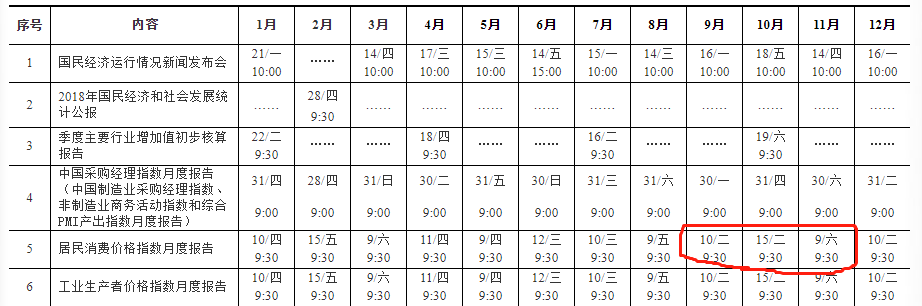 序号 内容 1月 2月 3月 4月 5月 6月 7月 8月 9月 10月 11月 12月
1 国民经济运行情况新闻发布会 21/一 …… 14/四 17/三 15/三 14/五 15/一 14/三 16/一 18/五 14/四 16/一
10:00 10:00 10:00 10:00 15:00 10:00 10:00 10:00 10:00 10:00 10:00
2 2018年国民经济和社会发展统 …… 28/四 …… …… …… …… …… …… …… …… …… ……
计公报 9:30
3 季度主要行业增加值初步核算 22/二 …… …… 18/四 …… …… 16/二 …… …… 19/六 …… ……
报告 9:30 9:30 9:30 9:30
4 中国采购经理指数月度报告 31/四 28/四 31/日 30/二 31/五 30/日 31/三 31/六 30/一 31/四 30/六 31/二
（中国制造业采购经理指数、
非制造业商务活动指数和综合 9:00 9:00 9:00 9:00 9:00 9:00 9:00 9:00 9:00 9:00 9:00 9:00
PMI产出指数月度报告）
5 居民消费价格指数月度报告 10/四 15/五 9/六 11/四 9/四 12/三 10/三 9/五 10/二 15/二 9/六 10/二
9:30 9:30 9:30 9:30 9:30 9:30 9:30 9:30 9:30 9:30 9:30 9:30
6 工业生产者价格指数月度报告 10/四 15/五 9/六 11/四 9/四 12/三 10/三 9/五 10/二 15/二 9/六 10/二
9:30 9:30 9:30 9:30 9:30 9:30 9:30 9:30 9:30 9:30 9:30 9:30